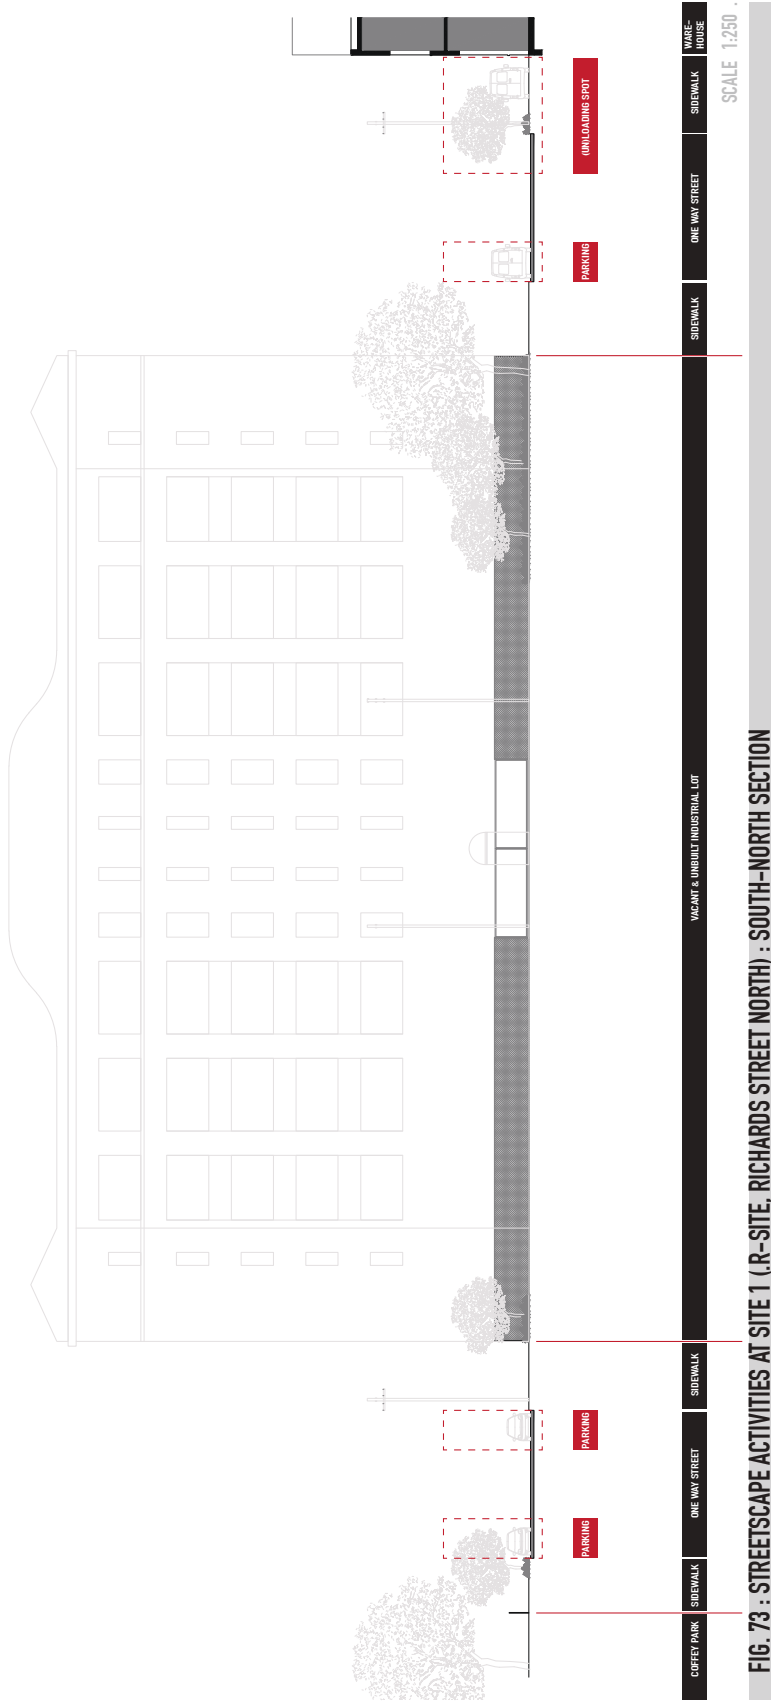 (UN)LOADING SPOT
PARKING
PARKING
PARKING
COFFEY PARK
SIDEWALK
ONE WAY STREET
SIDEWALK
VACANT & UNBUILT INDUSTRIAL LOT
SIDEWALK
ONE WAY STREET
SIDEWALK
WARE-
HOUSE
SCALE 1:250 .
FIG. 73 : STREETSCAPE ACTIVITIES AT SITE 1 (.R-SITE, RICHARDS STREET NORTH) : SOUTH-NORTH SECTION